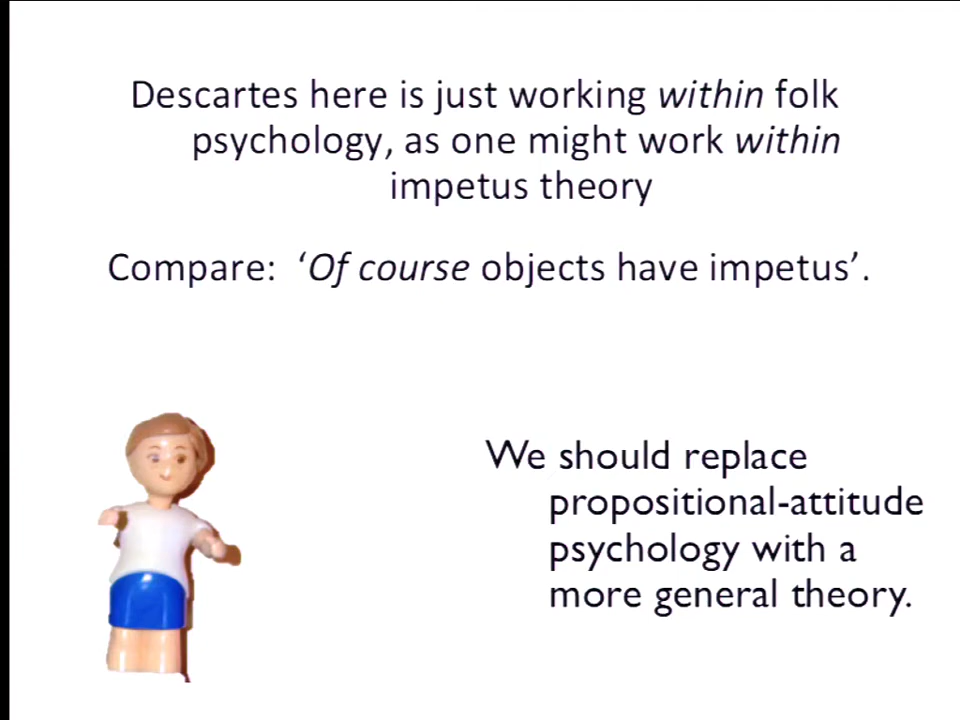 Descartes here is just working within folk
psychology, as one might work within
impetus theory
Compare: ‘Of course objects have impetus’.
We should replace
propositional-attitude
psychology with a
more general theory.